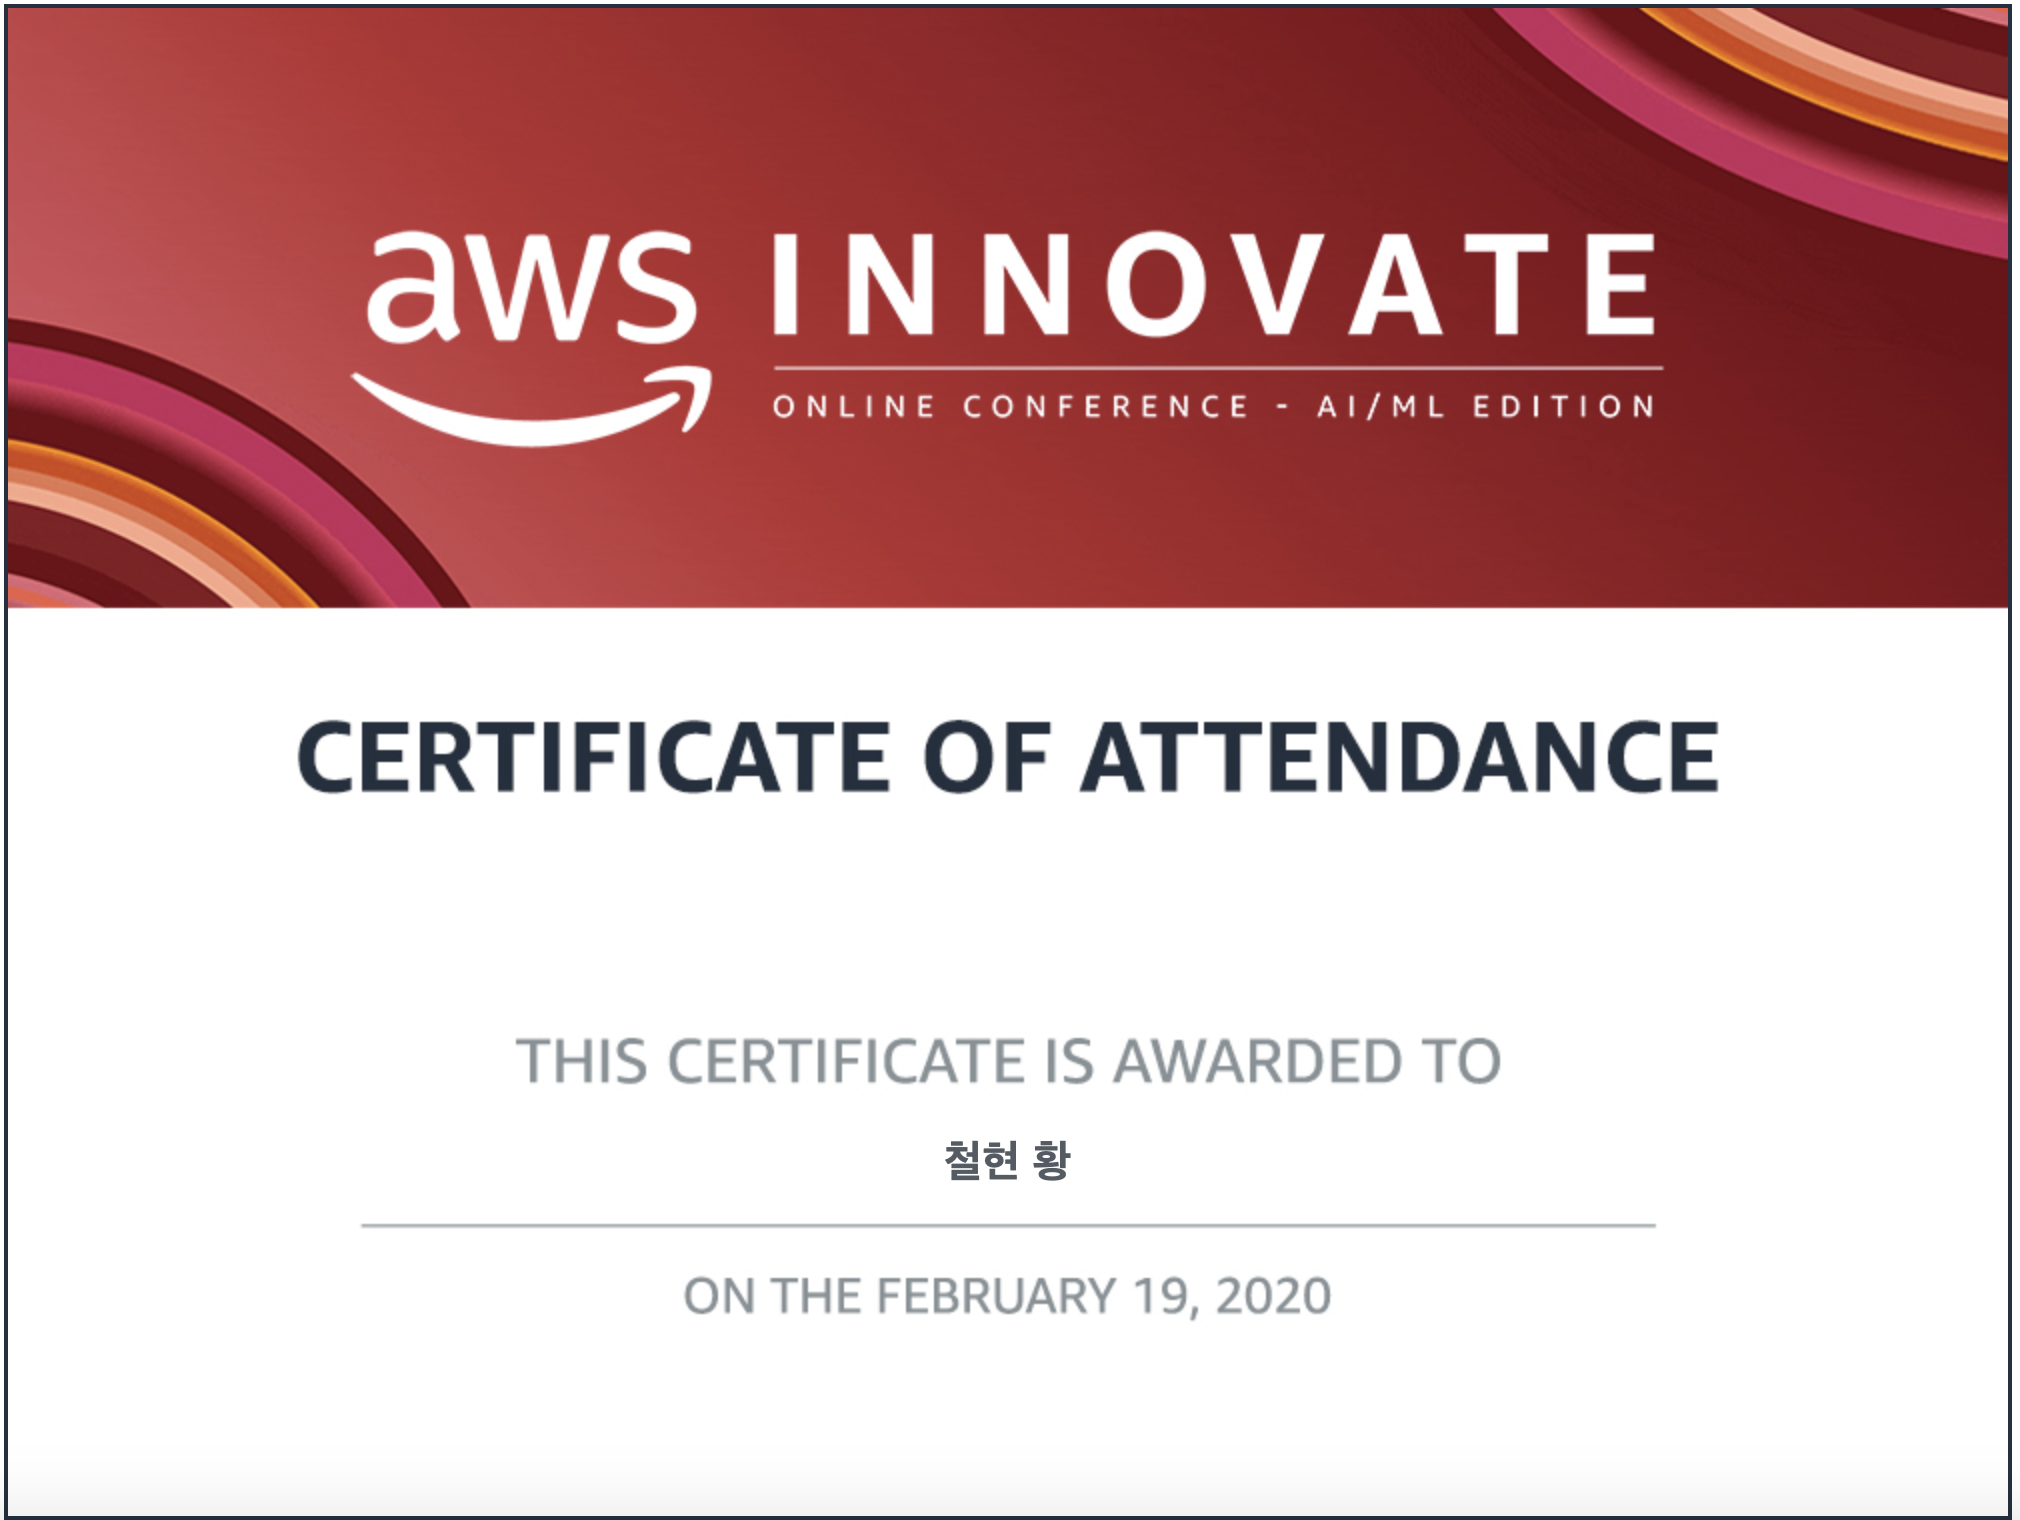 aws INNOVATE
ONLINE CONFERENCE - AI/ML EDITION
CERTIFICATE OF ATTENDANCE
THIS CERTIFICATE IS AWARDED TO
철현 황
ON THE FEBRUARY 19, 2020